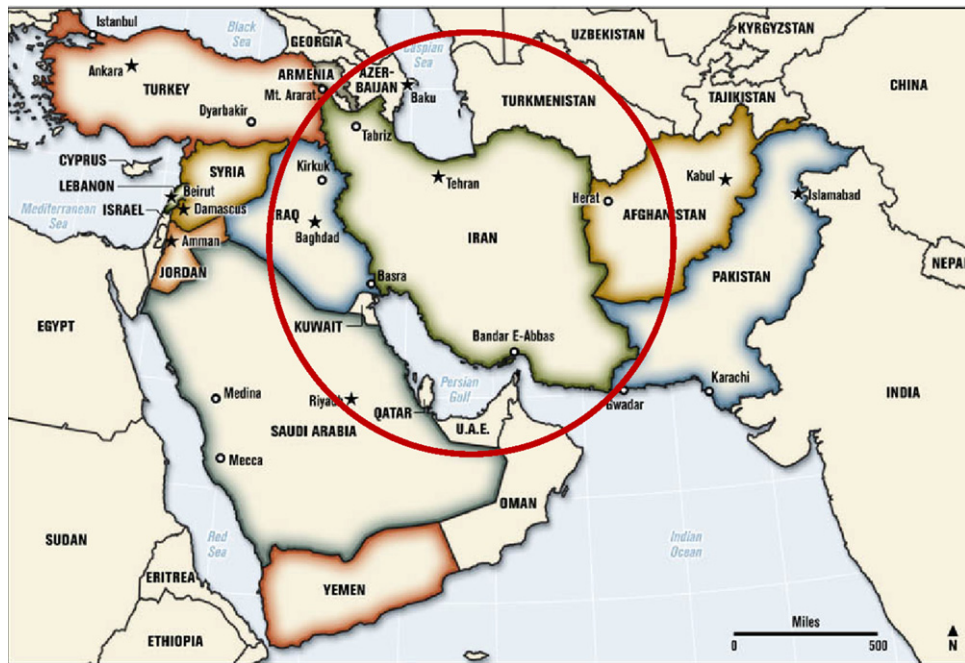 Istanbul
Black
Sea
GEORGIA
Caspian
Sea
UZBEKISTAN
KYRGYZSTAN
Ankara
TURKEY
ARMENIA
Mt. Ararat
AZER-
BAIJAN
Baku
TURKMENISTAN
TAJIKISTAN
CHINA
Dyarbakir
Tabriz
CYPRUS
SYRIA
Kirkuk
Tehran
Herat
Kabul
Islamabad
LEBANON
Beirut
Mediterranean
Sea
ISRAEL
Damascus
IRAQ
Baghdad
IRAN
AFGHANISTAN
Amman
JORDAN
Basra
PAKISTAN
NEPAL
EGYPT
KUWAIT
Bandar E-Abbas
Medina
Riyadh
QATAR
Persian
Gulf
Gwadar
Karachi
INDIA
SAUDI ARABIA
U.A.E.
Mecca
OMAN
SUDAN
Red
Sea
Indian
Ocean
ERITREA
YEMEN
ETHIOPIA
Miles
0 500
N